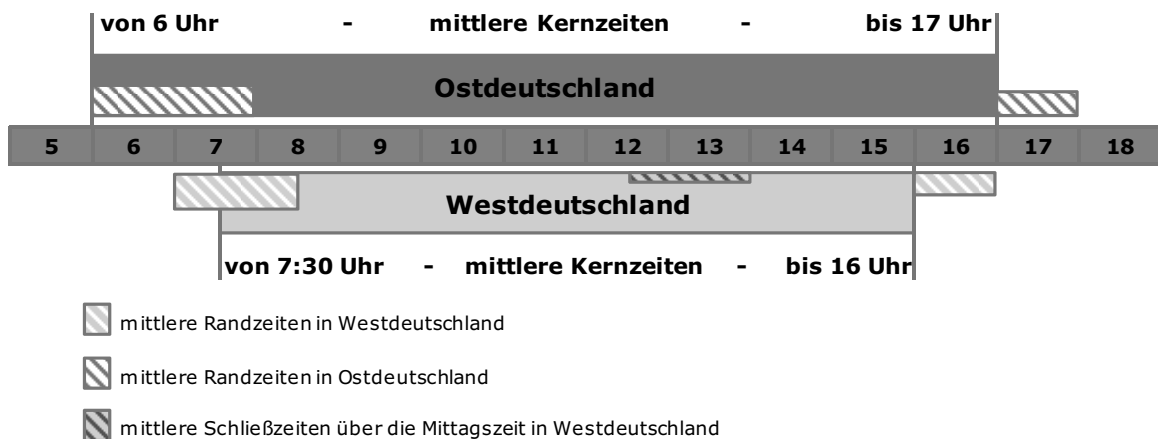 von 6 Uhr - mittlere Kernzeiten - bis 17 Uhr
Ostdeutschland
5 6 7 8 9 10 11 12 13 14 15 16 17 18
Westdeutschland
von 7:30 Uhr - mittlere Kernzeiten - bis 16 Uhr
mittlere Randzeiten in Westdeutschland
mittlere Randzeiten in Ostdeutschland
mittlere Schließzeiten über die Mittagszeit in Westdeutschland